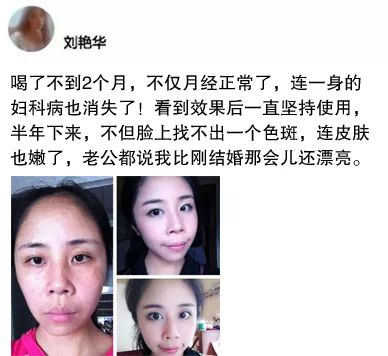 刘艳华
喝了不到2个月，不仅月经正常了，连一身的
妇科病也消失了！看到效果后一直坚持使用，
半年下来，不但脸上找不出一个色斑，连皮肤
也嫩了，老公都说我比刚结婚那会儿还漂亮。